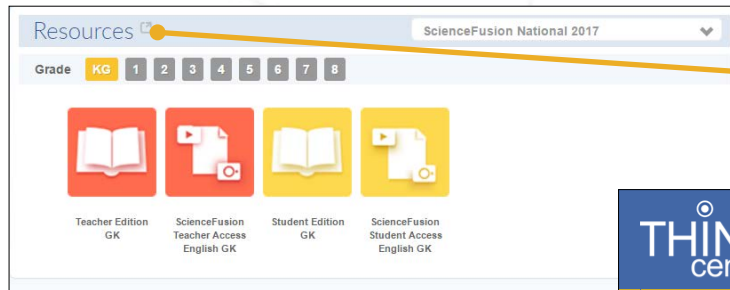 Resources
ScienceFusion National 2017
Grade KG 1 2 3 4 5 6 7 8
Teacher Edition
GK
ScienceFusion
Teacher Access
English GK
Student Edition
GK
ScienceFusion
Student Access
English GK